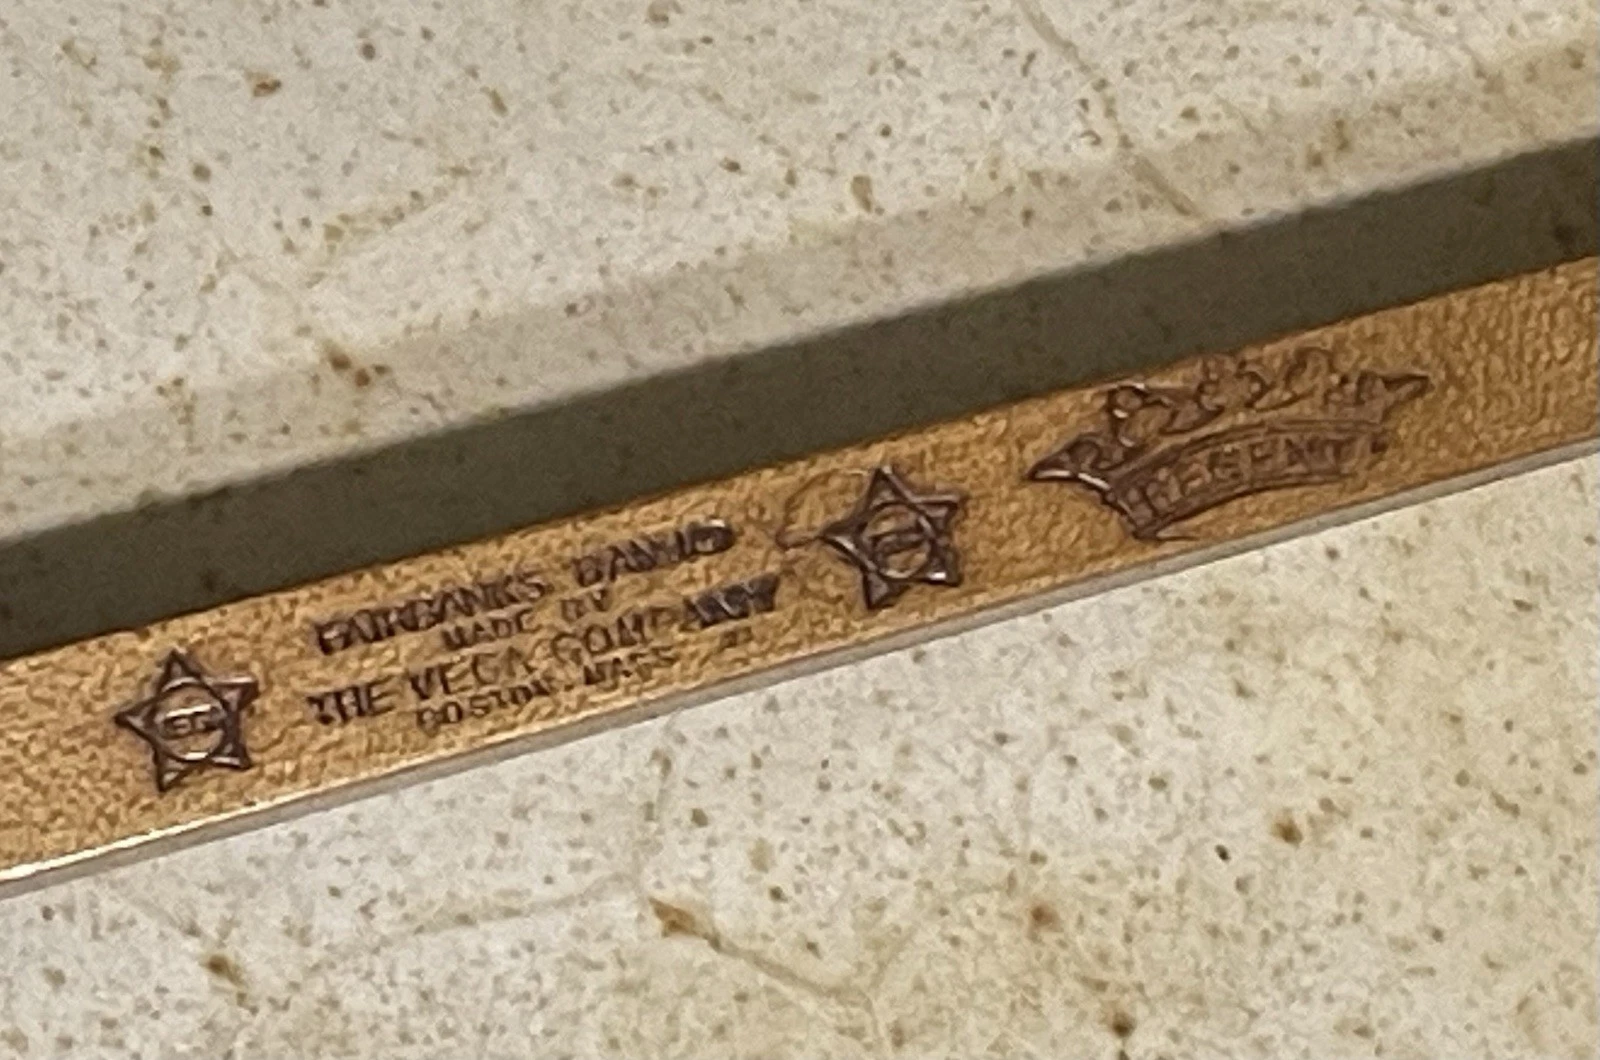 FAIRBANKS BANJO
MADE BY
THE VEGA COMPANY
BOSTON. MASS
REGENT